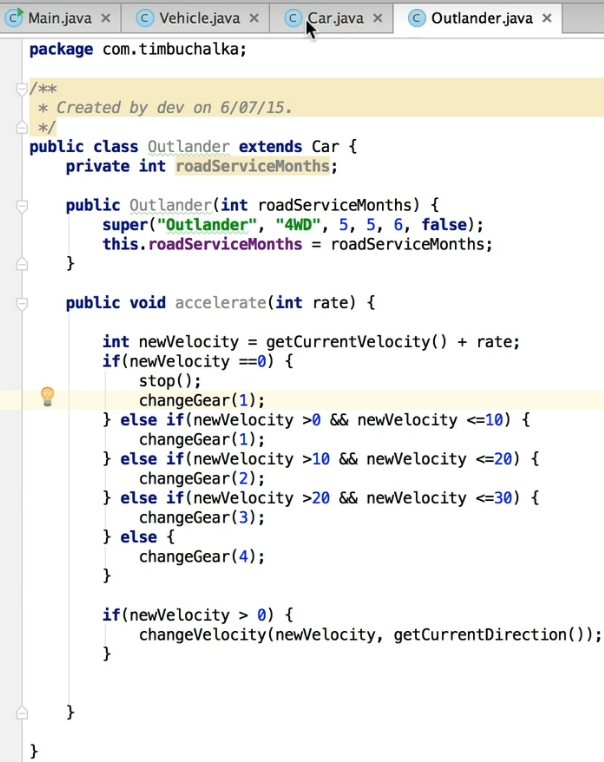 Main.java Vehicle.java Car.java Outlander.java
package com.timbuchalka;
/**
* Created by dev on 6/07/15.
*/
public class Outlander extends Car {
private int roadServiceMonths;
public Outlander(int roadServiceMonths) {
super("Outlander", "4WD", 5, 5, 6, false);
this.roadServiceMonths = roadServiceMonths;
}
public void accelerate(int rate) {
int newVelocity = getCurrentVelocity() + rate;
if(newVelocity ==0) {
stop();
changeGear(1);
} else if(newVelocity >0 && newVelocity <=10) {
changeGear(1);
} else if(newVelocity >10 && newVelocity <=20) {
changeGear(2);
} else if(newVelocity >20 && newVelocity <=30) {
changeGear(3);
} else {
changeGear(4);
}
if(newVelocity > 0) {
changeVelocity(newVelocity, getCurrentDirection());
}
}
}